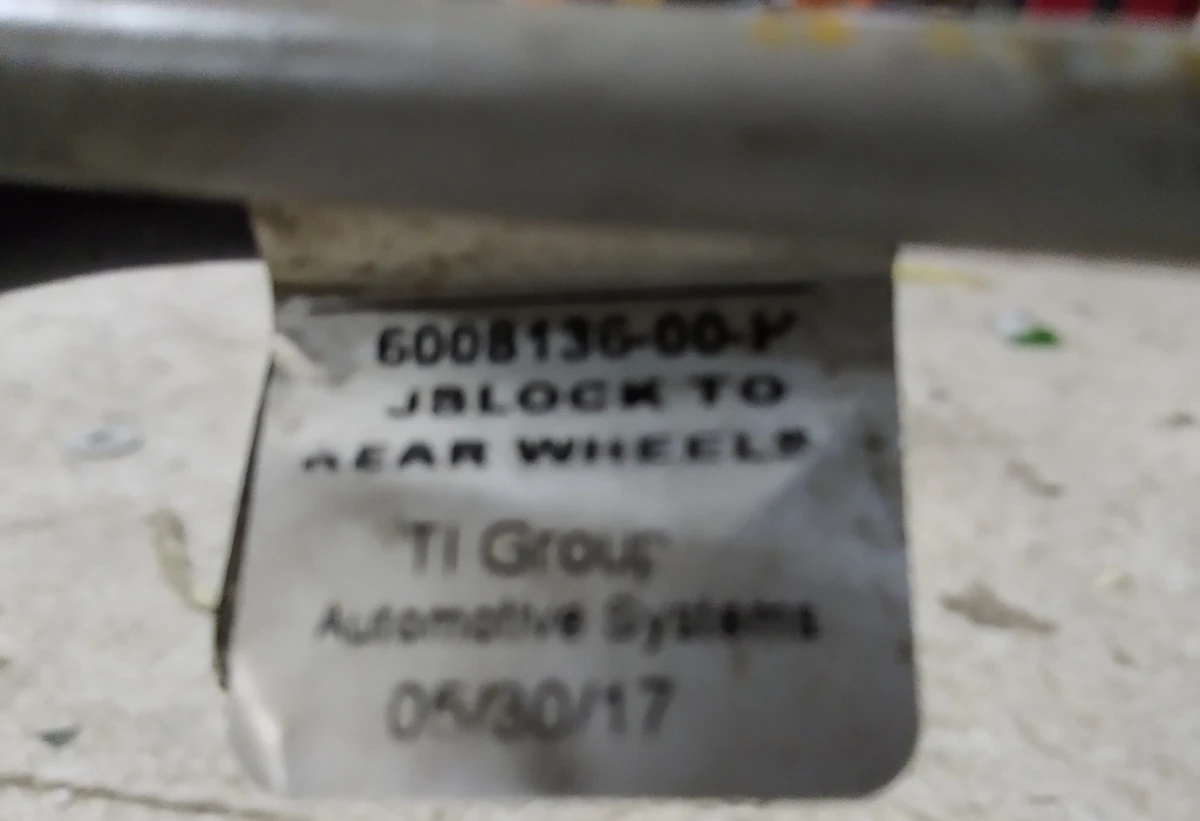 6008136-00-
JBLOCK TO
REAR WHEELS
TI Group
Automotive Systems
05/30/17